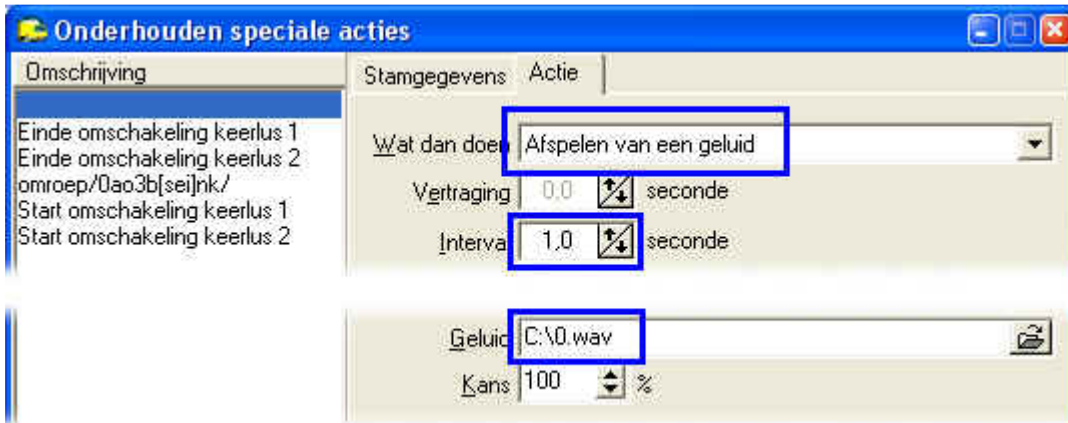 Onderhouden speciale acties
Omschrijving
Stamgegevens Actie
Einde omschakeling keerlus 1
Einde omschakeling keerlus 2
omroep/0ao3b[sei]nk/
Start omschakeling keerlus 1
Start omschakeling keerlus 2
Wat dan doen Afspelen van een geluid
Vertraging 0,0 seconde
Interval 1,0 seconde
Geluid C:\0.wav
Kans 100 %